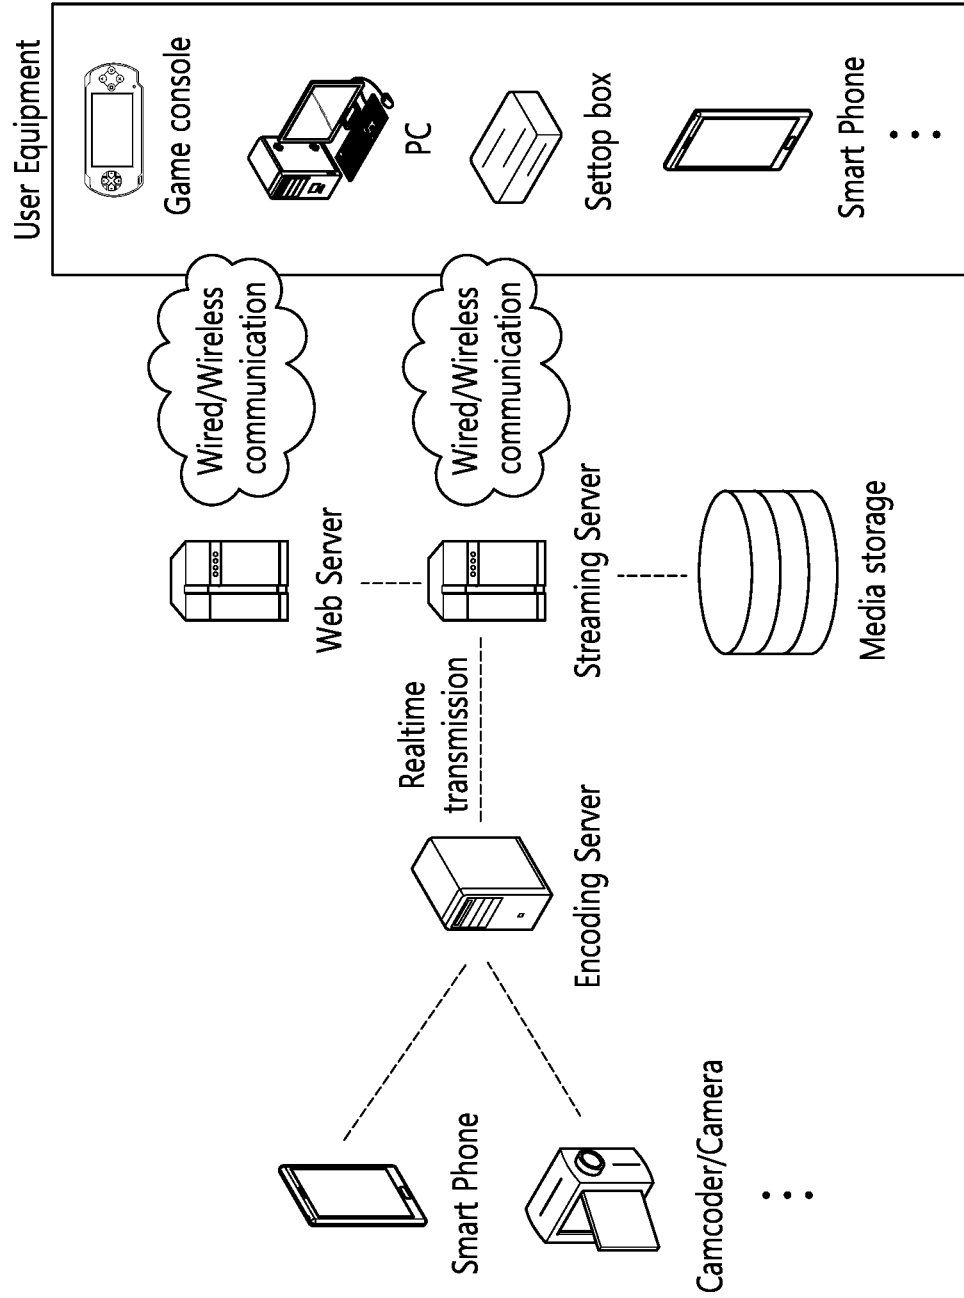 Smart Phone
Camcoder/Camera
Encoding Server
Realtime
transmission
Web Server
Streaming Server
Media storage
Wired/Wireless
communication
Wired/Wireless
communication
User Equipment
Game console
PC
Settop box
Smart Phone